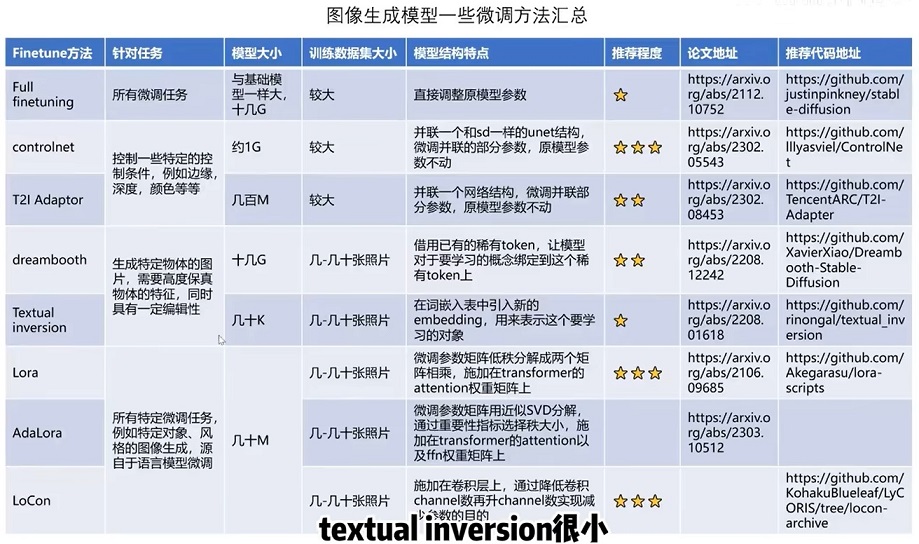 图像生成模型一些微调方法汇总
Finetune方法
针对任务
模型大小
训练数据集大小
模型结构特点
推荐程度
论文地址
推荐代码地址
Full
finetuning
所有微调任务
与基础模
型一样大，
十几G
较大
直接调整原模型参数
https://arxiv.o
rg/abs/2112.
10752
https://github.com/
justinpinkney/stabl
e-diffusion
controlnet
控制一些特定的控
制条件，例如边缘，
深度，颜色等等
约1G
较大
并联一个和sd一样的unet结构，
微调并联的部分参数，原模型参
数不动
https://arxiv.o
rg/abs/2302.
05543
https://github.com/
lllyasviel/ControlNe
t
T2I Adaptor
几百M
较大
并联一个网络结构，微调并联部
分参数，原模型参数不动
https://arxiv.o
rg/abs/2302.
08453
https://github.com/
TencentARC/T2I-
Adapter
dreambooth
生成特定物体的图
片，需要高度保真
物体的特征，同时
具有一定编辑性
十几G
几-几十张照片
借用已有的稀有token，让模型
对于要学习的概念绑定到这个稀
有token上
https://arxiv.o
rg/abs/2208.
12242
https://github.com/
XavierXiao/Dreamb
ooth-Stable-
Diffusion
Textual
inversion
几十K
几-几十张照片
在词嵌入表中引入新的
embedding，用来表示这个要学
习的对象
https://arxiv.o
rg/abs/2208.
01618
https://github.com/
rinongal/textual_inv
ersion
Lora
所有特定微调任务，
例如特定对象、风
格的图像生成，源
自于语言模型微调
几十M
几-几十张照片
微调参数矩阵低秩分解成两个矩
阵相乘，施加在transformer的
attention权重矩阵上
https://arxiv.o
rg/abs/2106.
09685
https://github.com/
Akegarasu/lora-
scripts
AdaLora
几-几十张照片
微调参数矩阵用近似SVD分解，
通过重要性指标选择秩大小，施
加在transformer的attention以
及ffn权重矩阵上
https://arxiv.o
rg/abs/2303.
10512
LoCon
几-几十张照片
施加在卷积层上，通过降低卷积
channel数再升channel数实现减
少参数的目的
https://github.com/
KohakuBlueleaf/LyC
ORIS/tree/locon-
archive
textual inversion很小